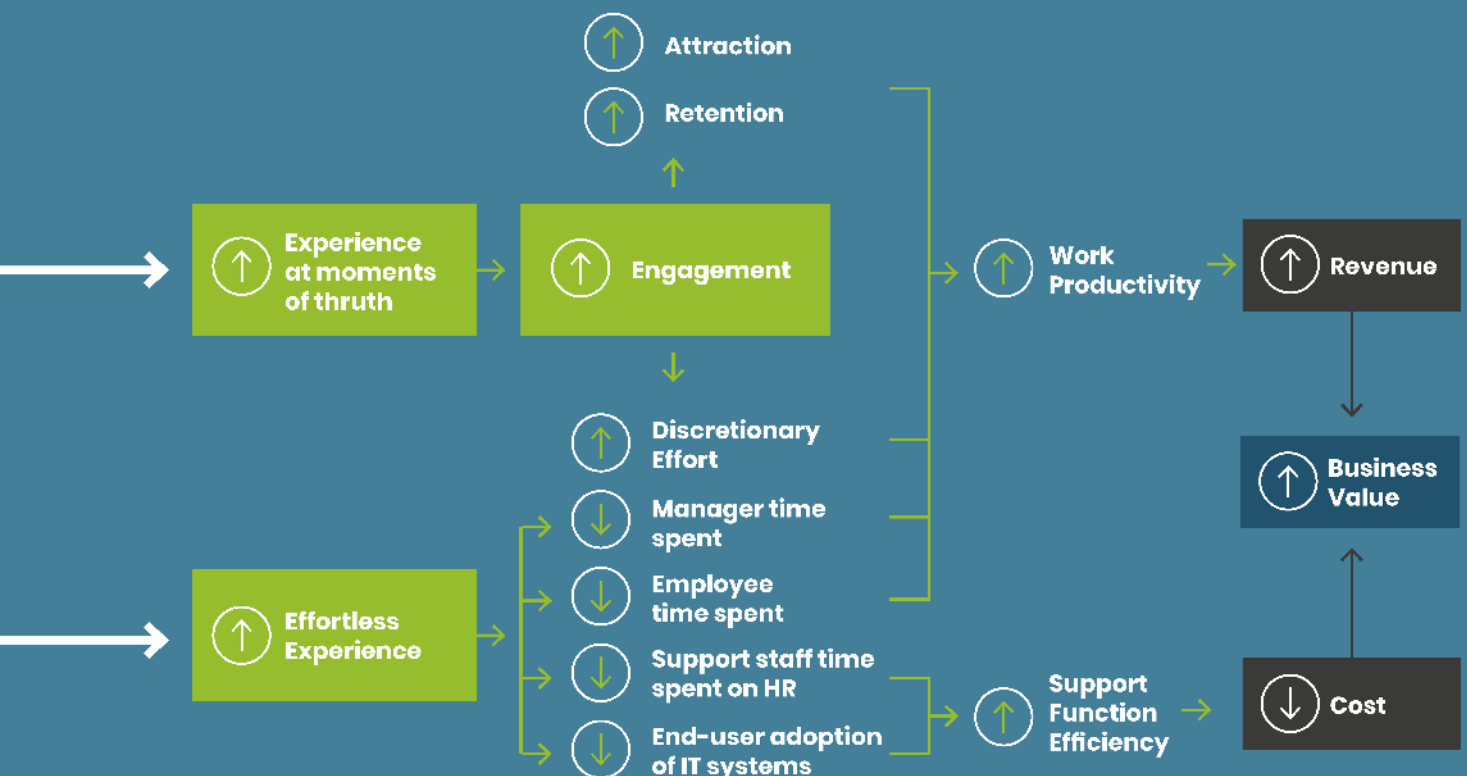 Attraction
Retention
Experience
at moments
of thruth
Engagement
Work
Productivity
Revenue
Discretionary
Effort
Manager time
spent
Business
Value
Employee
time spent
Effortless
Experience
Support staff time
spent on HR
Support
Function
Efficiency
Cost
End-user adoption
of IT systems